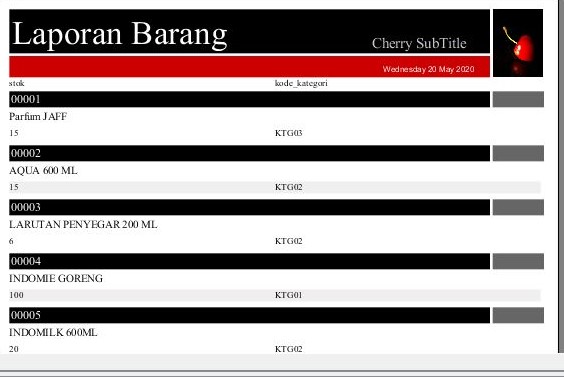 Laporan Barang
Cherry SubTitle
Wednesday 20 May 2020
stok kode_kategori
00001
Parfum JAFF
15 KTG03
00002
AQUA 600 ML
15 KTG02
00003
LARUTAN PENYEGAR 200 ML
6 KTG02
00004
INDOMIE GORENG
100 KTG01
00005
INDOMILK 600ML
20 KTG02